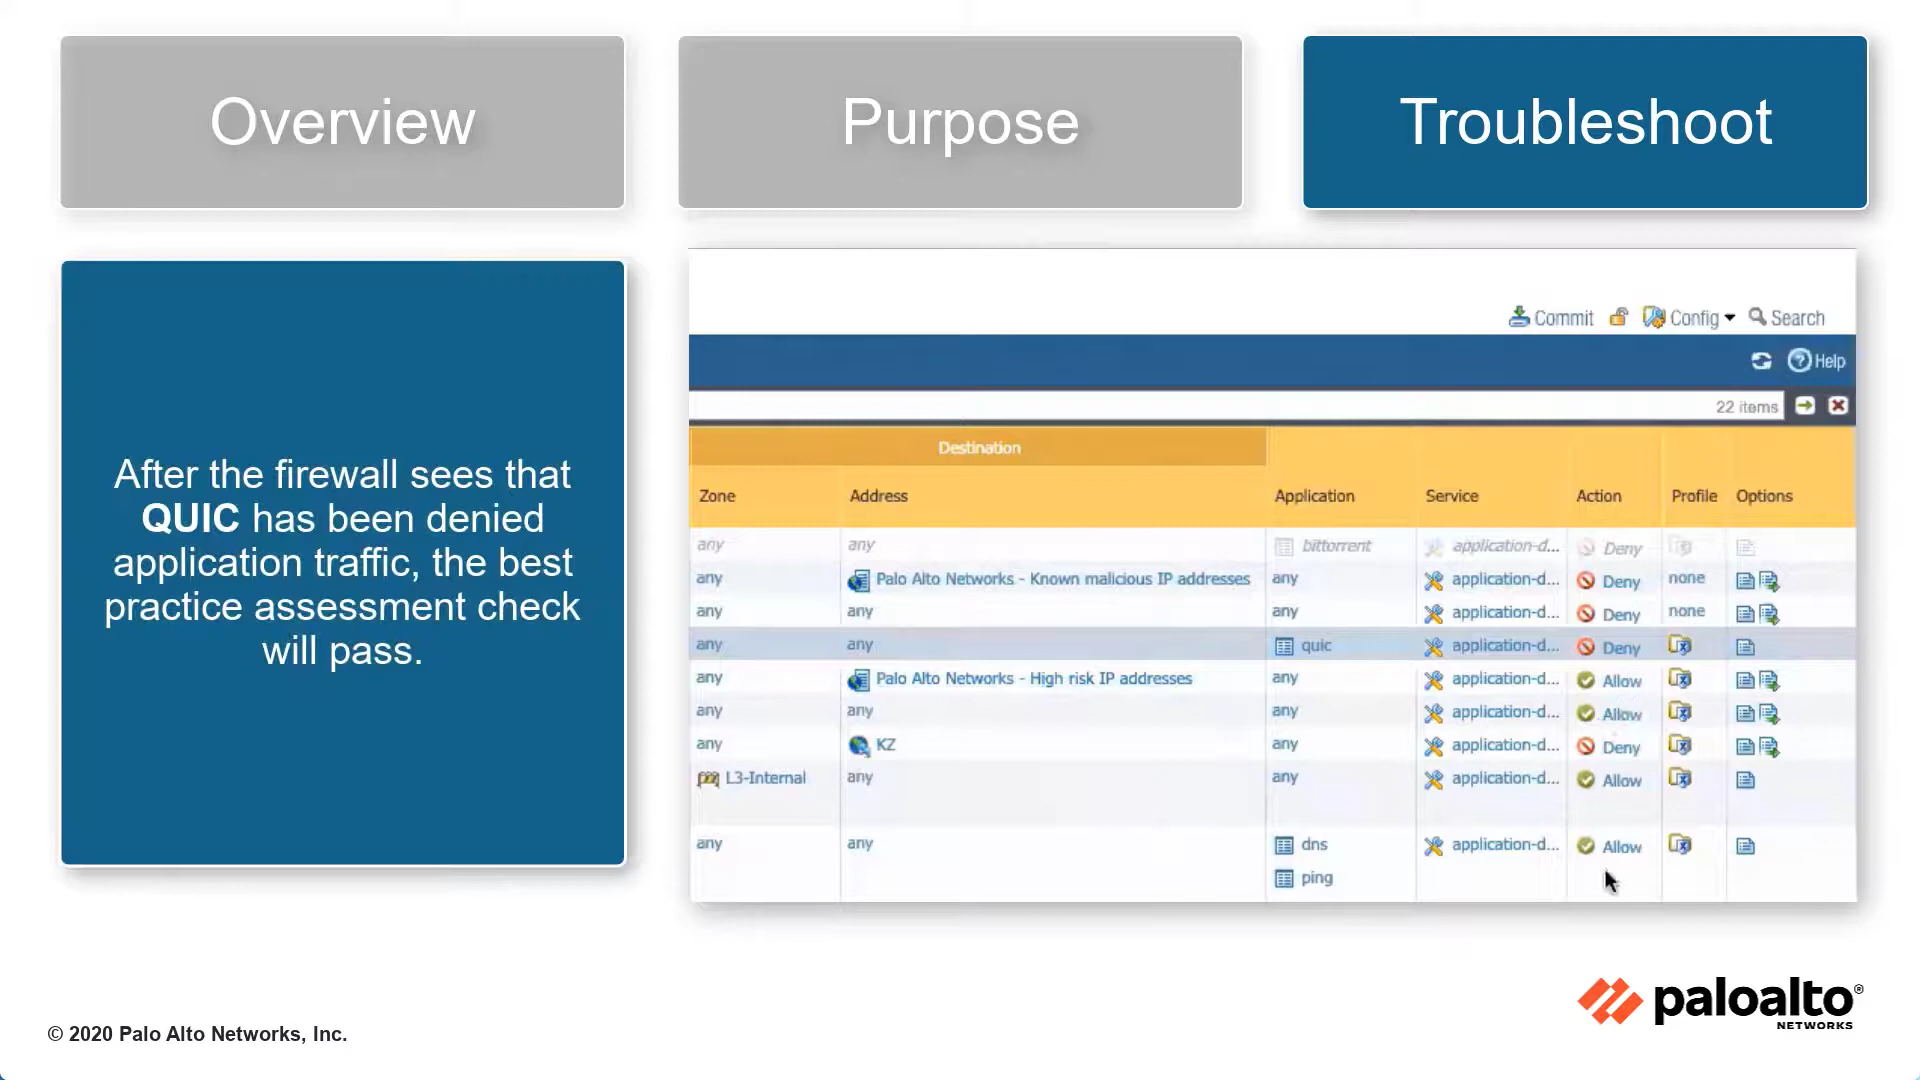 Overview
Purpose
Troubleshoot
After the firewall sees that
QUIC has been denied
application traffic, the best
practice assessment check
will pass.
Commit Config Search
Help
22 items
Destination
Zone Address Application Service Action Profile Options
any any bittorrent application-d... Deny
any Palo Alto Networks - Known malicious IP addresses any application-d... Deny none
any any any application-d... Deny none
any any quic application-d... Deny
any Palo Alto Networks - High risk IP addresses any application-d... Allow
any any any application-d... Allow
any KZ any application-d... Deny
L3-Internal any any application-d... Allow
any any dns application-d... Allow
ping
© 2020 Palo Alto Networks, Inc.
paloalto®
NETWORKS